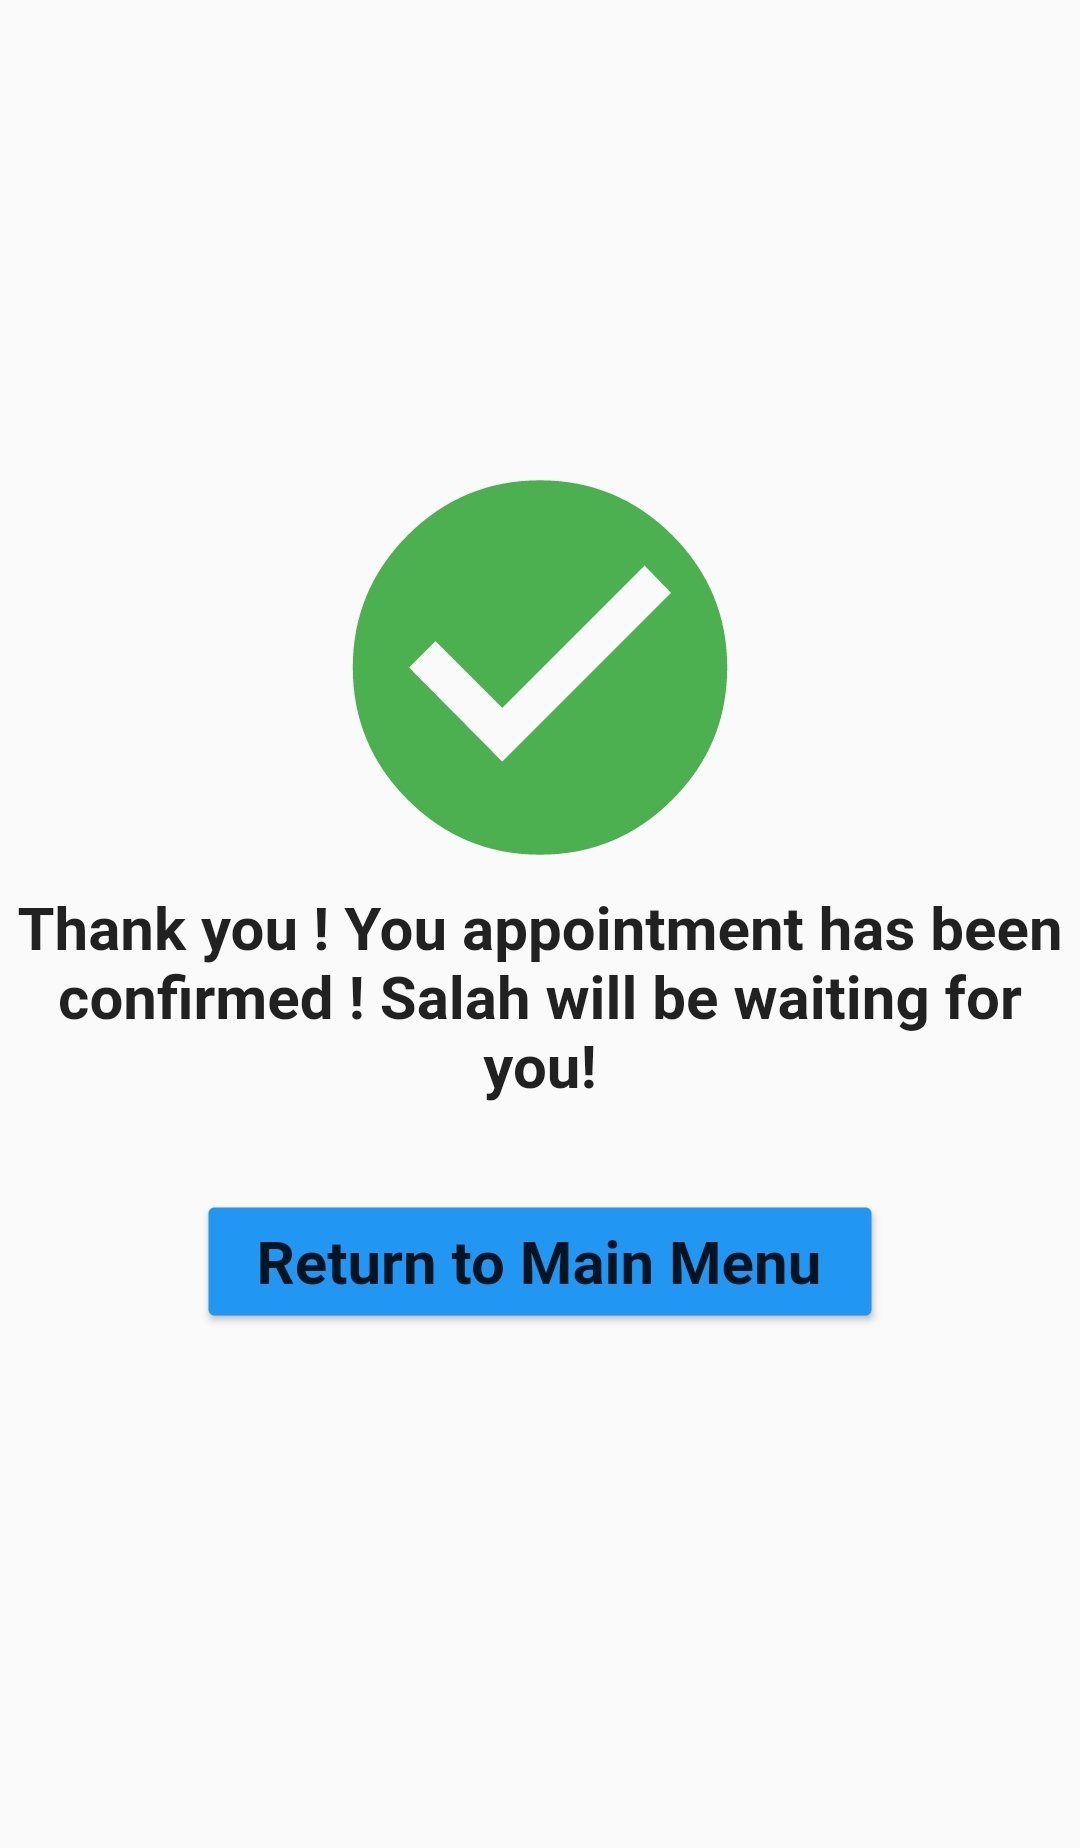 Thank you ! You appointment has been
confirmed ! Salah will be waiting for
you!
Return to Main Menu